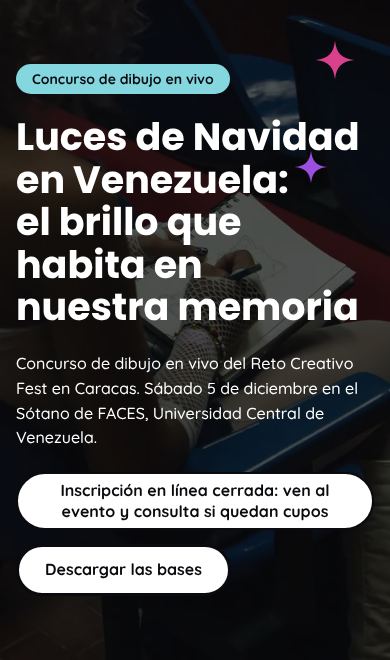 Concurso de dibujo en vivo
Luces de Navidad
en Venezuela:
el brillo que
habita en
nuestra memoria
Concurso de dibujo en vivo del Reto Creativo
Fest en Caracas. Sábado 5 de diciembre en el
Sótano de FACES, Universidad Central de
Venezuela.
Inscripción en línea cerrada: ven al
evento y consulta si quedan cupos
Descargar las bases